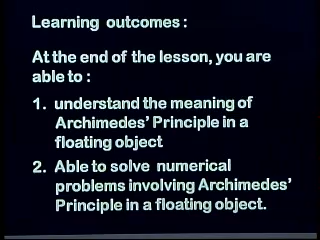 Learning outcomes :
At the end of the lesson, you are
able to :
1. understand the meaning of
Archimedes’ Principle in a
floating object
2. Able to solve numerical
problems involving Archimedes’
Principle in a floating object.